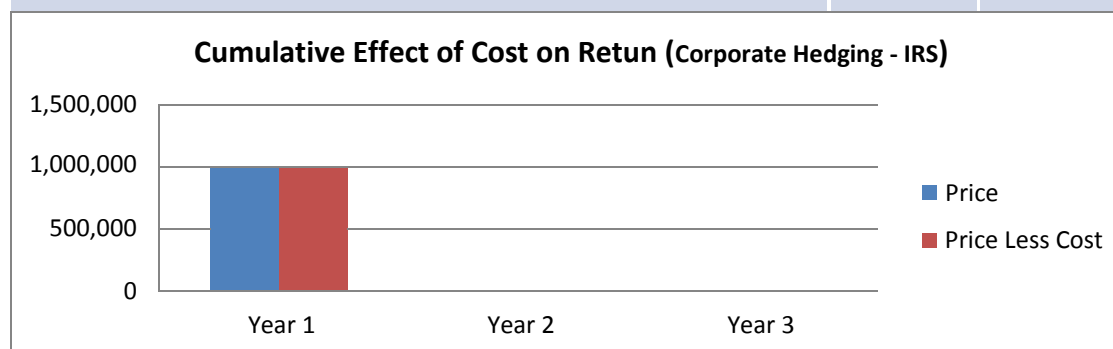 Cumulative Effect of Cost on Retun (Corporate Hedging - IRS)
1,500,000
1,000,000
500,000
0
Year 1 Year 2 Year 3
Price
Price Less Cost